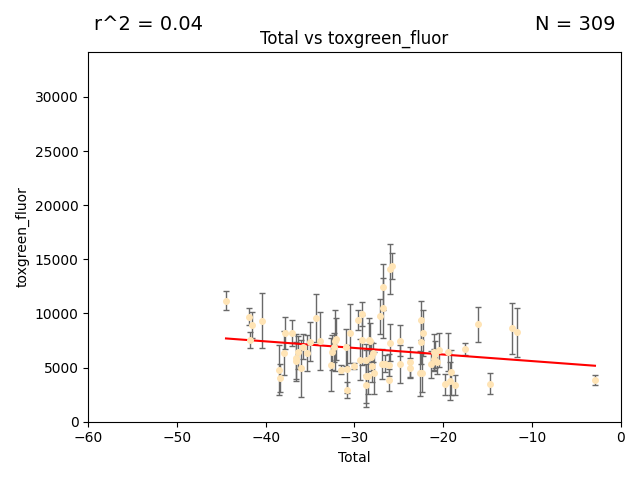 r^2 = 0.04
N = 309
Total vs toxgreen_fluor
30000
25000
20000
15000
10000
5000
0
toxgreen_fluor
−60
−50
−40
−30
−20
−10
0
Total